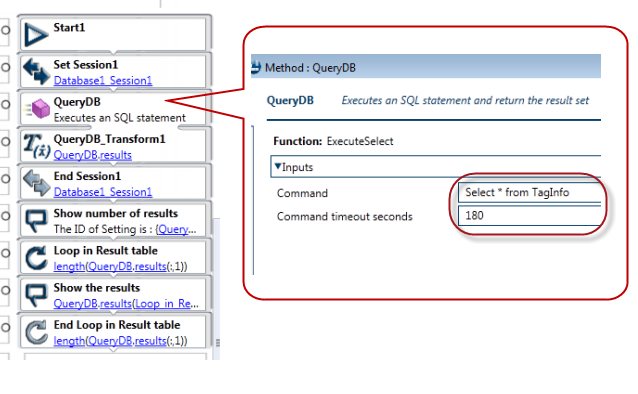 Start1
Set Session1
Database1_Session1
QueryDB
Executes an SQL statement
QueryDB_Transform1
QueryDB.results
End Session1
Database1_Session1
Show number of results
The ID of Setting is : {Query...
Loop in Result table
length(QueryDB.results(:,1))
Show the results
QueryDB.results(Loop_in_Re...
End Loop in Result table
length(QueryDB.results(:,1))
Method : QueryDB
QueryDB Executes an SQL statement and return the result set
Function: ExecuteSelect
Inputs
Command Select * from TagInfo
Command timeout seconds 180